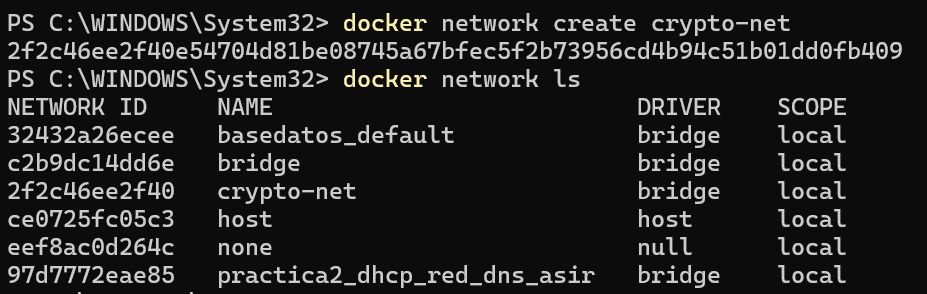 PS C:\WINDOWS\System32> docker network create crypto-net
2f2c46ee2f40e54704d81be08745a67bfec5f2b73956cd4b94c51b01dd0fb409
PS C:\WINDOWS\System32> docker network ls
NETWORK ID     NAME                          DRIVER    SCOPE
32432a26ecee   basedatos_default             bridge    local
c2b9dc14dd6e   bridge                        bridge    local
2f2c46ee2f40   crypto-net                    bridge    local
ce0725fc05c3   host                          host      local
eef8ac0d264c   none                          null      local
97d7772eae85   practica2_dhcp_red_dns_asir   bridge    local